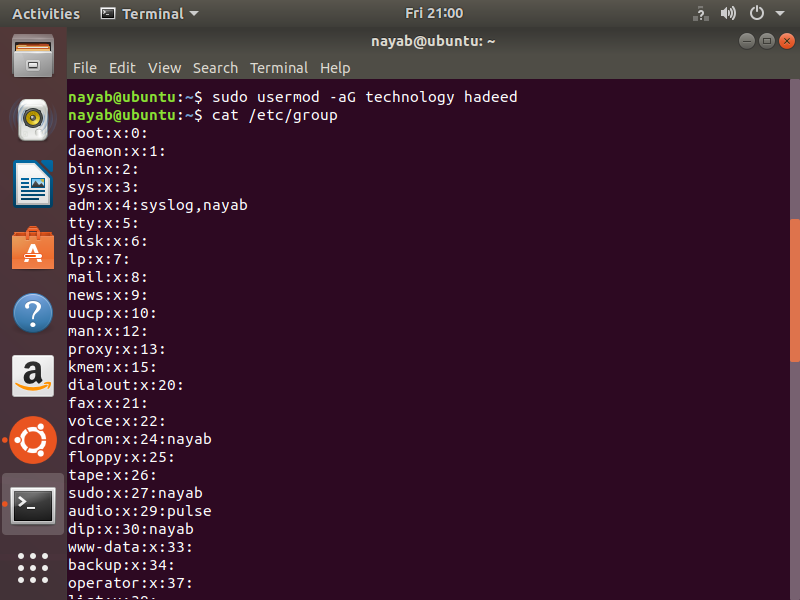 Activities
Terminal
Fri 21:00
nayab@ubuntu: ~
File Edit View Search Terminal Help
nayab@ubuntu:~$ sudo usermod -aG technology hadeed
nayab@ubuntu:~$ cat /etc/group
root:x:0:
daemon:x:1:
bin:x:2:
sys:x:3:
adm:x:4:syslog,nayab
tty:x:5:
disk:x:6:
lp:x:7:
mail:x:8:
news:x:9:
uucp:x:10:
man:x:12:
proxy:x:13:
kmem:x:15:
dialout:x:20:
fax:x:21:
voice:x:22:
cdrom:x:24:nayab
floppy:x:25:
tape:x:26:
sudo:x:27:nayab
audio:x:29:pulse
dip:x:30:nayab
www-data:x:33:
backup:x:34:
operator:x:37:
list:x:38: